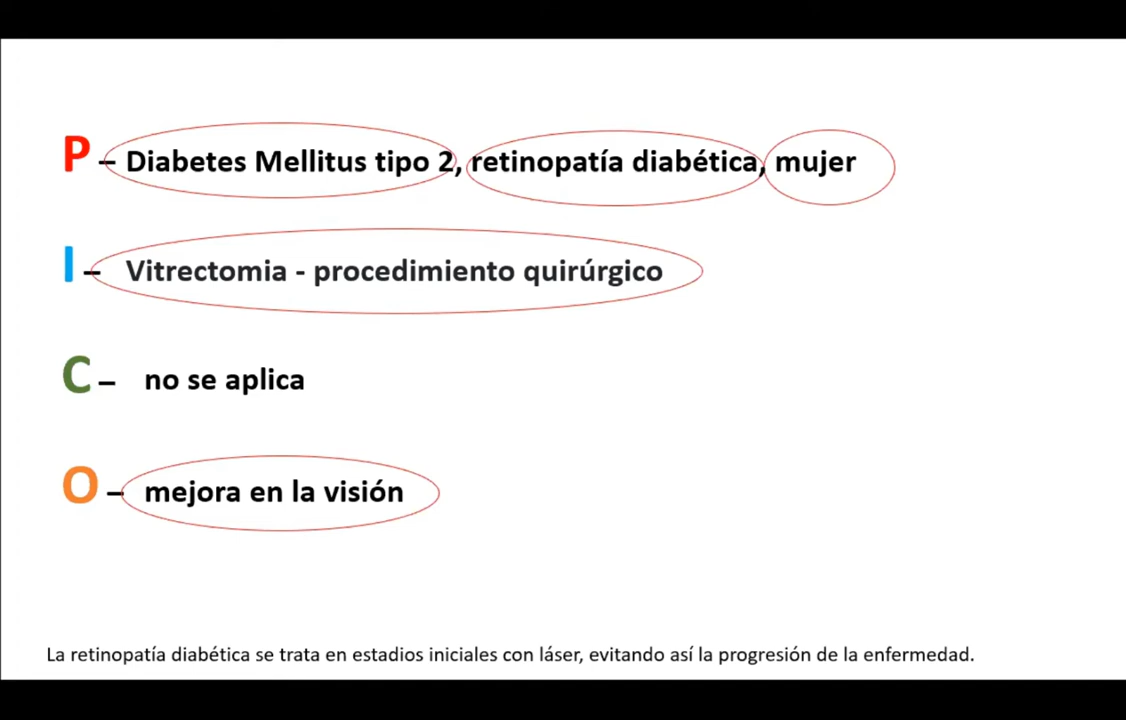 P – Diabetes Mellitus tipo 2, retinopatía diabética, mujer
I – Vitrectomia - procedimiento quirúrgico
C – no se aplica
O – mejora en la visión
La retinopatía diabética se trata en estadios iniciales con láser, evitando así la progresión de la enfermedad.